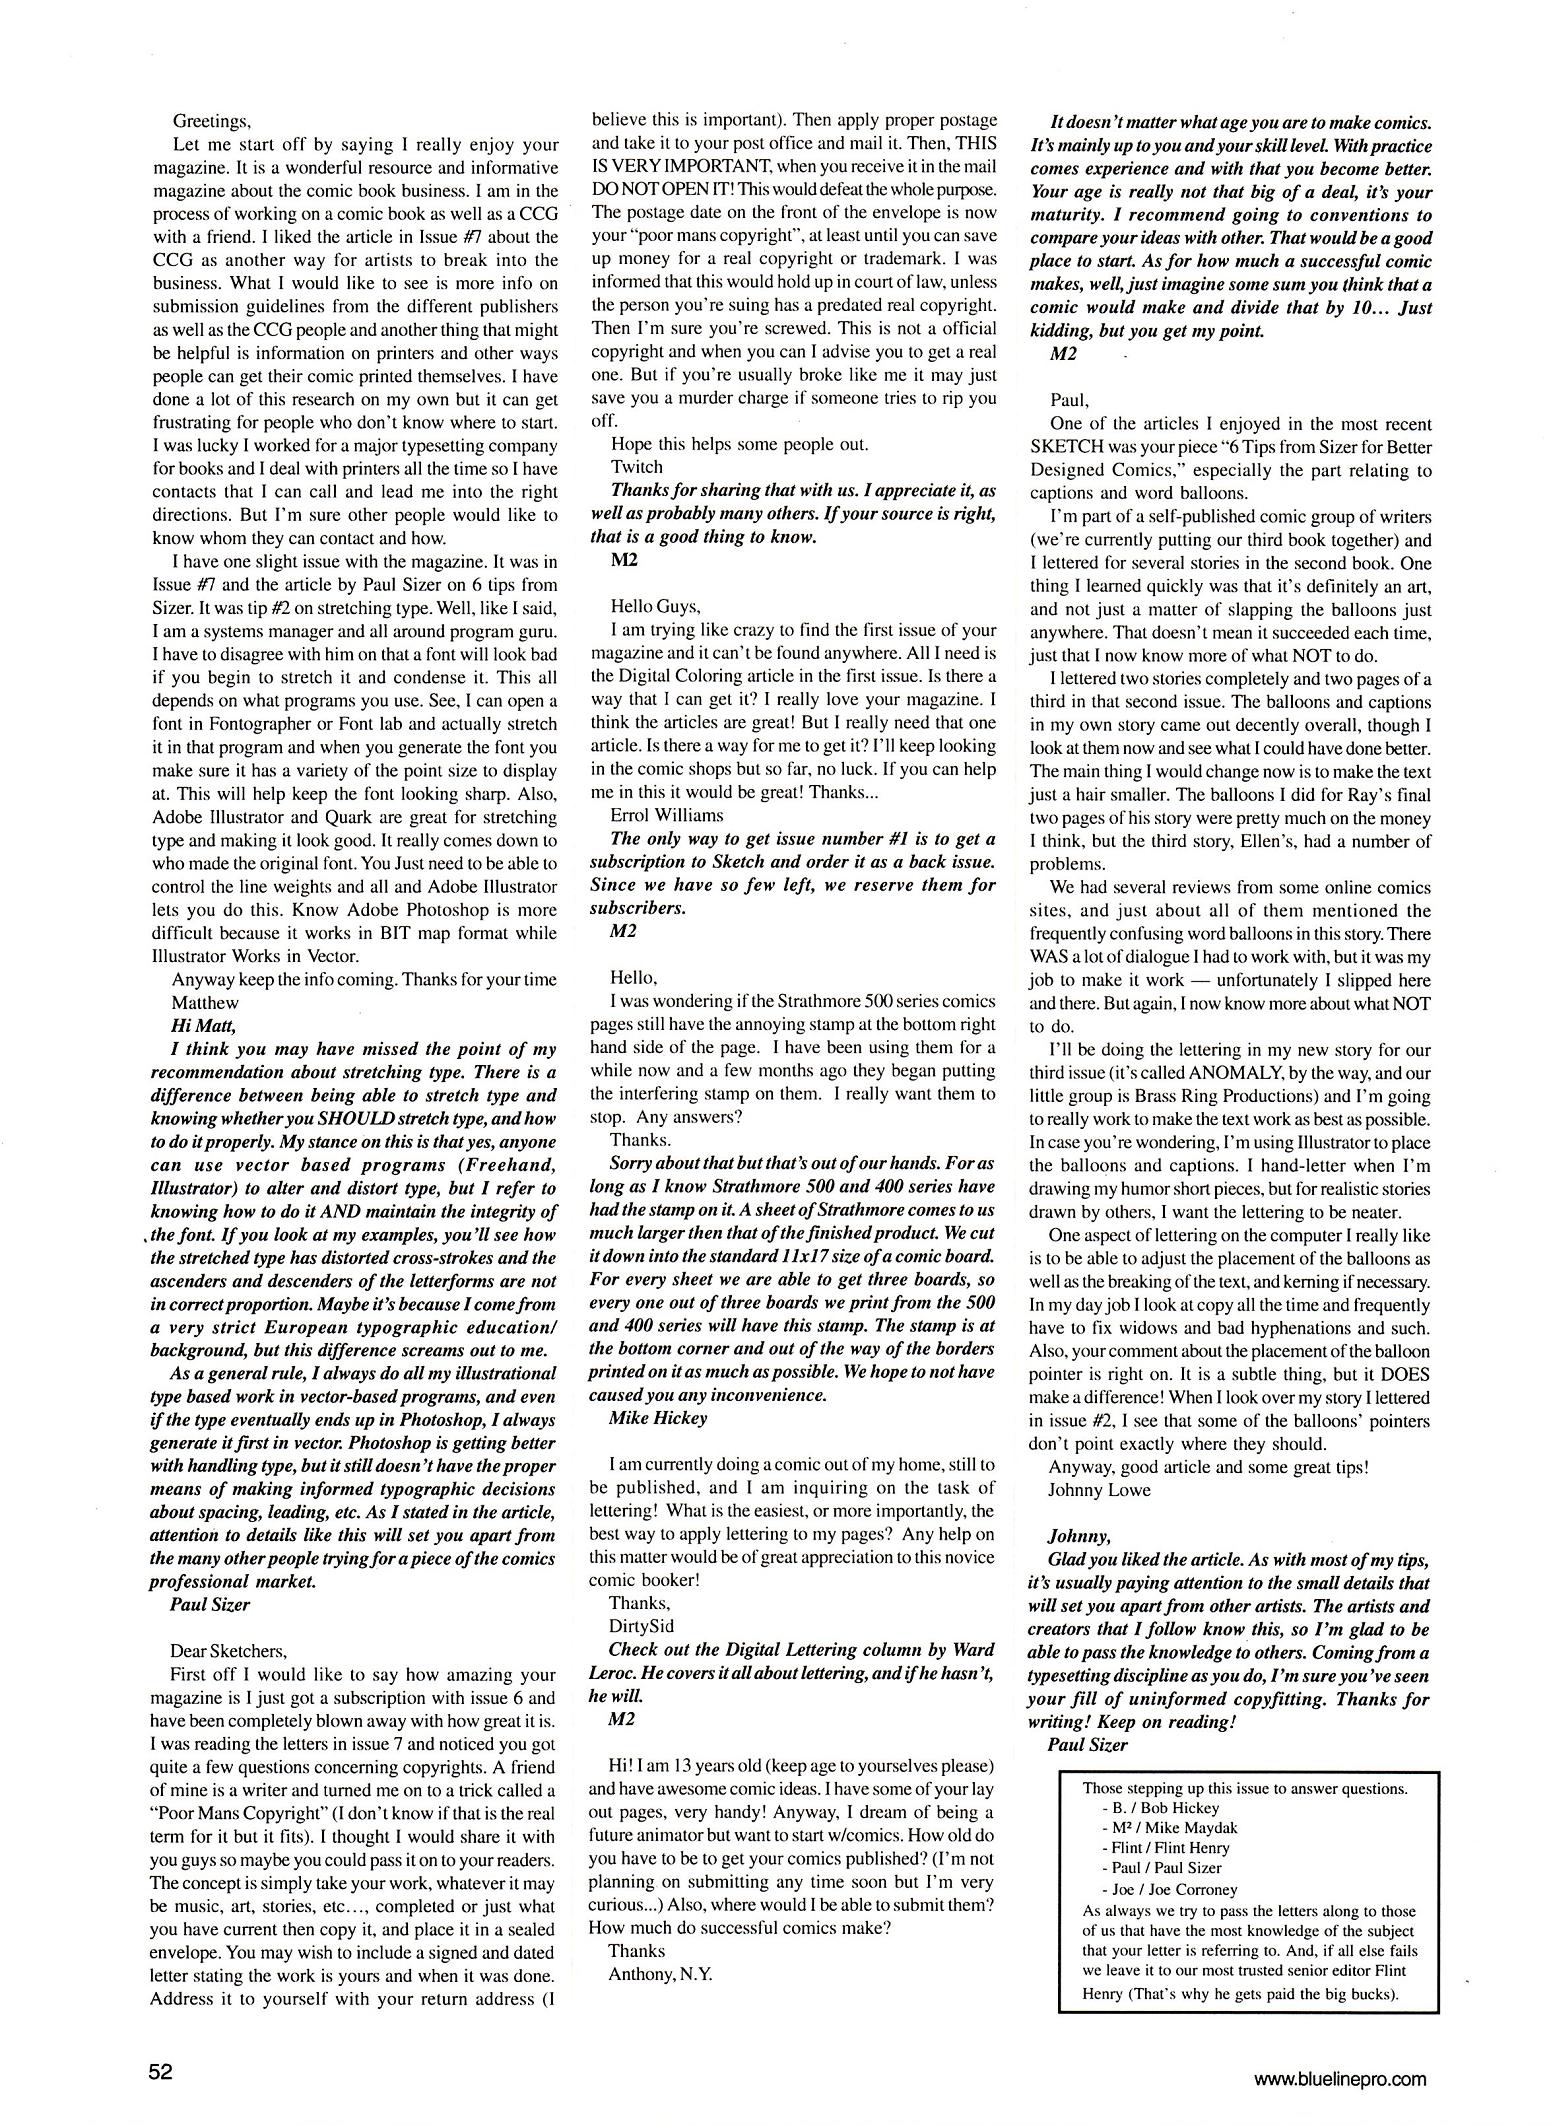 Greetings,
Let me start off by saying I really enjoy your
magazine. It is a wonderful resource and informative
magazine about the comic book business. I am in the
process of working on a comic book as well as a CCG
with a friend. I liked the article in Issue #7 about the
CCG as another way for artists to break into the
business. What I would like to see is more info on
submission guidelines from the different publishers
as well as the CCG people and another thing that might
be helpful is information on printers and other ways
people can get their comic printed themselves. I have
done a lot of this research on my own but it can get
frustrating for people who don't know where to start.
I was lucky I worked for a major typesetting company
for books and I deal with printers all the time so I have
contacts that I can call and lead me into the right
directions. But I'm sure other people would like to
know whom they can contact and how.
I have one slight issue with the magazine. It was in
Issue #7 and the article by Paul Sizer on 6 tips from
Sizer. It was tip #2 on stretching type. Well, like I said,
I am a systems manager and all around program guru.
I have to disagree with him on that a font will look bad
if you begin to stretch it and condense it. This all
depends on what programs you use. See, I can open a
font in Fontographer or Font lab and actually stretch
it in that program and when you generate the font you
make sure it has a variety of the point size to display
at. This will help keep the font looking sharp. Also,
Adobe Illustrator and Quark are great for stretching
type and making it look good. It really comes down to
who made the original font. You Just need to be able to
control the line weights and all and Adobe Illustrator
lets you do this. Know Adobe Photoshop is more
difficult because it works in BIT map format while
Illustrator Works in Vector.
Anyway keep the info coming. Thanks for your time
Matthew
Hi Matt,
I think you may have missed the point of my
recommendation about stretching type. There is a
difference between being able to stretch type and
knowing whether you SHOULD stretch type, and how
to do it properly. My stance on this is that yes, anyone
can use vector based programs (Freehand,
Illustrator) to alter and distort type, but I refer to
knowing how to do it AND maintain the integrity of
the font. If you look at my examples, you'll see how
the stretched type has distorted cross-strokes and the
ascenders and descenders of the letterforms are not
in correct proportion. Maybe it's because I come from
a very strict European typographic education/
background, but this difference screams out to me.
As a general rule, I always do all my illustrational
type based work in vector-based programs, and even
if the type eventually ends up in Photoshop, I always
generate it first in vector. Photoshop is getting better
with handling type, but it still doesn't have the proper
means of making informed typographic decisions
about spacing, leading, etc. As I stated in the article,
attention to details like this will set you apart from
the many other people trying for a piece of the comics
professional market.
Paul Sizer
Dear Sketchers,
First off I would like to say how amazing your
magazine is I just got a subscription with issue 6 and
have been completely blown away with how great it is.
I was reading the letters in issue 7 and noticed you got
quite a few questions concerning copyrights. A friend
of mine is a writer and turned me on to a trick called a
“Poor Mans Copyright” (I don't know if that is the real
term for it but it fits). I thought I would share it with
you guys so maybe you could pass it on to your readers.
The concept is simply take your work, whatever it may
be music, art, stories, etc..., completed or just what
you have current then copy it, and place it in a sealed
envelope. You may wish to include a signed and dated
letter stating the work is yours and when it was done.
Address it to yourself with your return address (I
believe this is important). Then apply proper postage
and take it to your post office and mail it. Then, THIS
IS VERY IMPORTANT, when you receive it in the mail
DO NOT OPEN IT! This would defeat the whole purpose.
The postage date on the front of the envelope is now
your “poor mans copyright”, at least until you can save
up money for a real copyright or trademark. I was
informed that this would hold up in court of law, unless
the person you're suing has a predated real copyright.
Then I'm sure you're screwed. This is not a official
copyright and when you can I advise you to get a real
one. But if you're usually broke like me it may just
save you a murder charge if someone tries to rip you
off.
Hope this helps some people out.
Twitch
Thanks for sharing that with us. I appreciate it, as
well as probably many others. If your source is right,
that is a good thing to know.
M2
Hello Guys,
I am trying like crazy to find the first issue of your
magazine and it can't be found anywhere. All I need is
the Digital Coloring article in the first issue. Is there a
way that I can get it? I really love your magazine. I
think the articles are great! But I really need that one
article. Is there a way for me to get it? I'll keep looking
in the comic shops but so far, no luck. If you can help
me in this it would be great! Thanks...
Errol Williams
The only way to get issue number #1 is to get a
subscription to Sketch and order it as a back issue.
Since we have so few left, we reserve them for
subscribers.
M2
Hello,
I was wondering if the Strathmore 500 series comics
pages still have the annoying stamp at the bottom right
hand side of the page. I have been using them for a
while now and a few months ago they began putting
the interfering stamp on them. I really want them to
stop. Any answers?
Thanks.
Sorry about that but that's out of our hands. For as
long as I know Strathmore 500 and 400 series have
had the stamp on it. A sheet of Strathmore comes to us
much larger then that of the finished product. We cut
it down into the standard 11x17 size of a comic board.
For every sheet we are able to get three boards, so
every one out of three boards we print from the 500
and 400 series will have this stamp. The stamp is at
the bottom corner and out of the way of the borders
printed on it as much as possible. We hope to not have
caused you any inconvenience.
Mike Hickey
I am currently doing a comic out of my home, still to
be published, and I am inquiring on the task of
lettering! What is the easiest, or more importantly, the
best way to apply lettering to my pages? Any help on
this matter would be of great appreciation to this novice
comic booker!
Thanks,
DirtySid
Check out the Digital Lettering column by Ward
Leroc. He covers it all about lettering, and if he hasn't,
he will.
M2
Hi! I am 13 years old (keep age to yourselves please)
and have awesome comic ideas. I have some of your lay
out pages, very handy! Anyway, I dream of being a
future animator but want to start w/comics. How old do
you have to be to get your comics published? (I'm not
planning on submitting any time soon but I'm very
curious...) Also, where would I be able to submit them?
How much do successful comics make?
Thanks
Anthony, N.Y.
It doesn't matter what age you are to make comics.
It's mainly up to you and your skill level. With practice
comes experience and with that you become better.
Your age is really not that big of a deal, it's your
maturity. I recommend going to conventions to
compare your ideas with other. That would be a good
place to start. As for how much a successful comic
makes, well, just imagine some sum you think that a
comic would make and divide that by 10... Just
kidding, but you get my point.
M2
Paul,
One of the articles I enjoyed in the most recent
SKETCH was your piece “6 Tips from Sizer for Better
Designed Comics,” especially the part relating to
captions and word balloons.
I'm part of a self-published comic group of writers
(we're currently putting our third book together) and
I lettered for several stories in the second book. One
thing I learned quickly was that it's definitely an art,
and not just a matter of slapping the balloons just
anywhere. That doesn't mean it succeeded each time,
just that I now know more of what NOT to do.
I lettered two stories completely and two pages of a
third in that second issue. The balloons and captions
in my own story came out decently overall, though I
look at them now and see what I could have done better.
The main thing I would change now is to make the text
just a hair smaller. The balloons I did for Ray's final
two pages of his story were pretty much on the money
I think, but the third story, Ellen's, had a number of
problems.
We had several reviews from some online comics
sites, and just about all of them mentioned the
frequently confusing word balloons in this story. There
WAS a lot of dialogue I had to work with, but it was my
job to make it work — unfortunately I slipped here
and there. But again, I now know more about what NOT
to do.
I'll be doing the lettering in my new story for our
third issue (it's called ANOMALY, by the way, and our
little group is Brass Ring Productions) and I'm going
to really work to make the text work as best as possible.
In case you're wondering, I'm using Illustrator to place
the balloons and captions. I hand-letter when I'm
drawing my humor short pieces, but for realistic stories
drawn by others, I want the lettering to be neater.
One aspect of lettering on the computer I really like
is to be able to adjust the placement of the balloons as
well as the breaking of the text, and kerning if necessary.
In my day job I look at copy all the time and frequently
have to fix widows and bad hyphenations and such.
Also, your comment about the placement of the balloon
pointer is right on. It is a subtle thing, but it DOES
make a difference! When I look over my story I lettered
in issue #2, I see that some of the balloons' pointers
don't point exactly where they should.
Anyway, good article and some great tips!
Johnny Lowe
Johnny,
Glad you liked the article. As with most of my tips,
it's usually paying attention to the small details that
will set you apart from other artists. The artists and
creators that I follow know this, so I'm glad to be
able to pass the knowledge to others. Coming from a
typesetting discipline as you do, I'm sure you've seen
your fill of uninformed copyfitting. Thanks for
writing! Keep on reading!
Paul Sizer
Those stepping up this issue to answer questions.
- B. / Bob Hickey
- M² / Mike Maydak
- Flint / Flint Henry
- Paul / Paul Sizer
- Joe / Joe Corroney
As always we try to pass the letters along to those
of us that have the most knowledge of the subject
that your letter is referring to. And, if all else fails
we leave it to our most trusted senior editor Flint
Henry (That's why he gets paid the big bucks).
52
www.bluelinepro.com